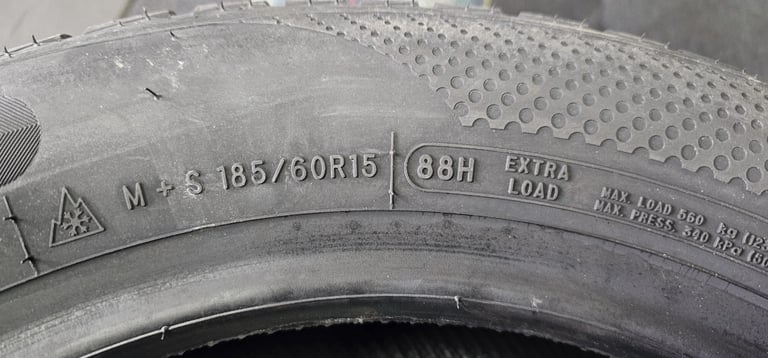 M + S 185/60R15
88H
EXTRA
LOAD
MAX. LOAD 560 kg
MAX. PRESS. 340 kPa